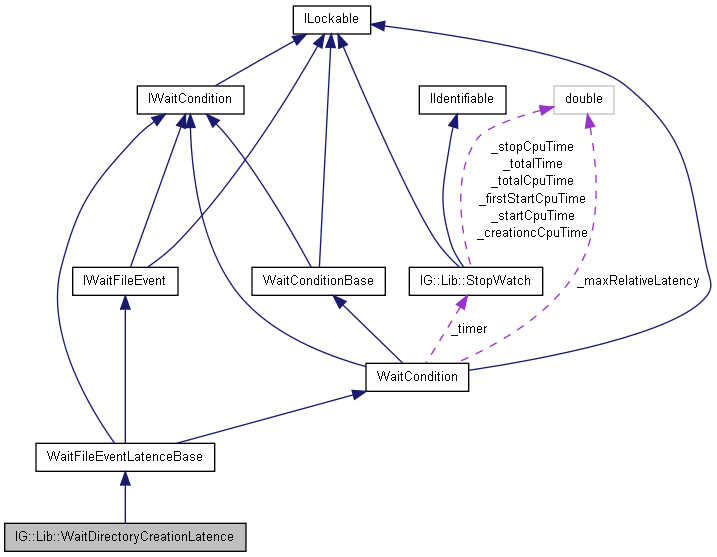 ILockable
IWaitCondition
IIdentifiable
double
_stopCpuTime
_totalTime
_totalCpuTime
_firstStartCpuTime
_startCpuTime
_creationcCpuTime
IWaitFileEvent
WaitConditionBase
IG::Lib::StopWatch
_maxRelativeLatency
_timer
WaitCondition
WaitFileEventLatenceBase
IG::Lib::WaitDirectoryCreationLatence